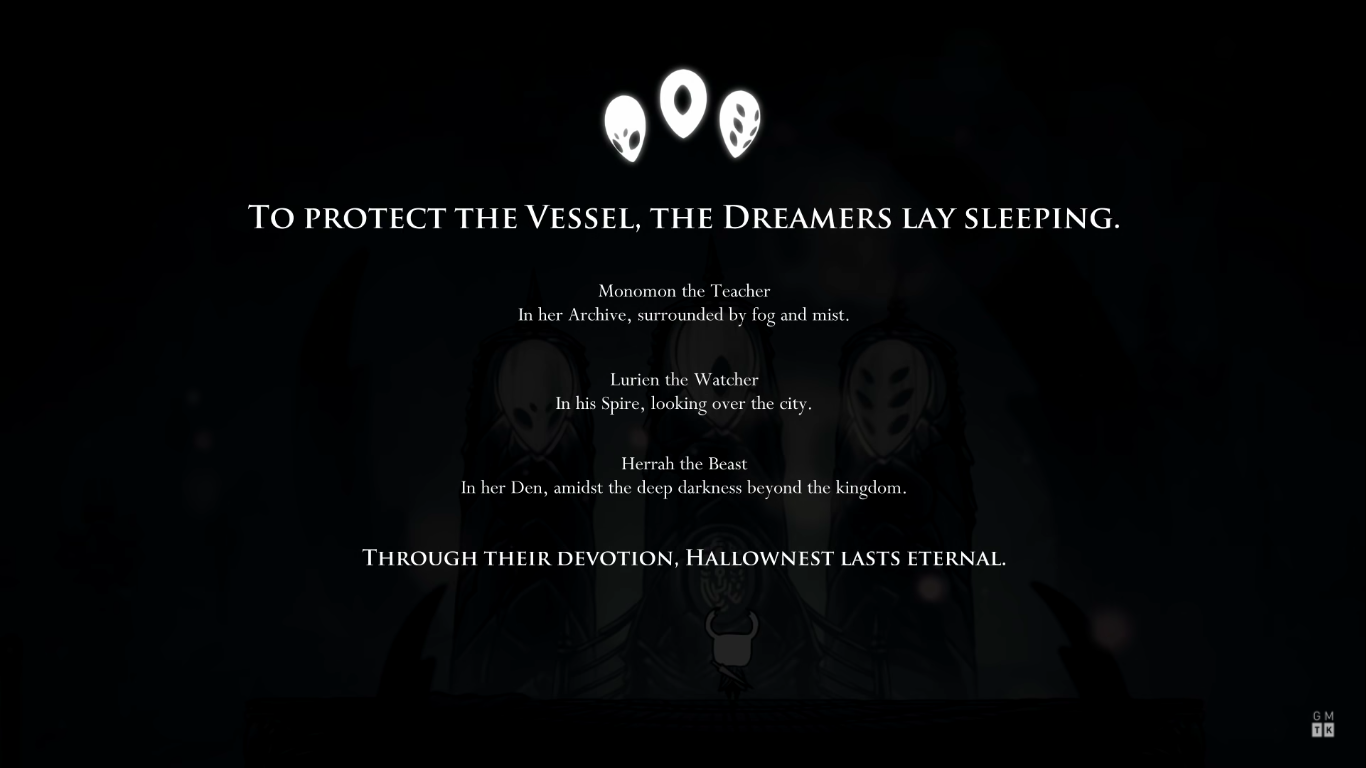 To protect the Vessel, the Dreamers lay sleeping.
Monomon the Teacher
In her Archive, surrounded by fog and mist.
Lurien the Watcher
In his Spire, looking over the city.
Herrah the Beast
In her Den, amidst the deep darkness beyond the kingdom.
Through their devotion, Hallownest lasts eternal.
GM
TK